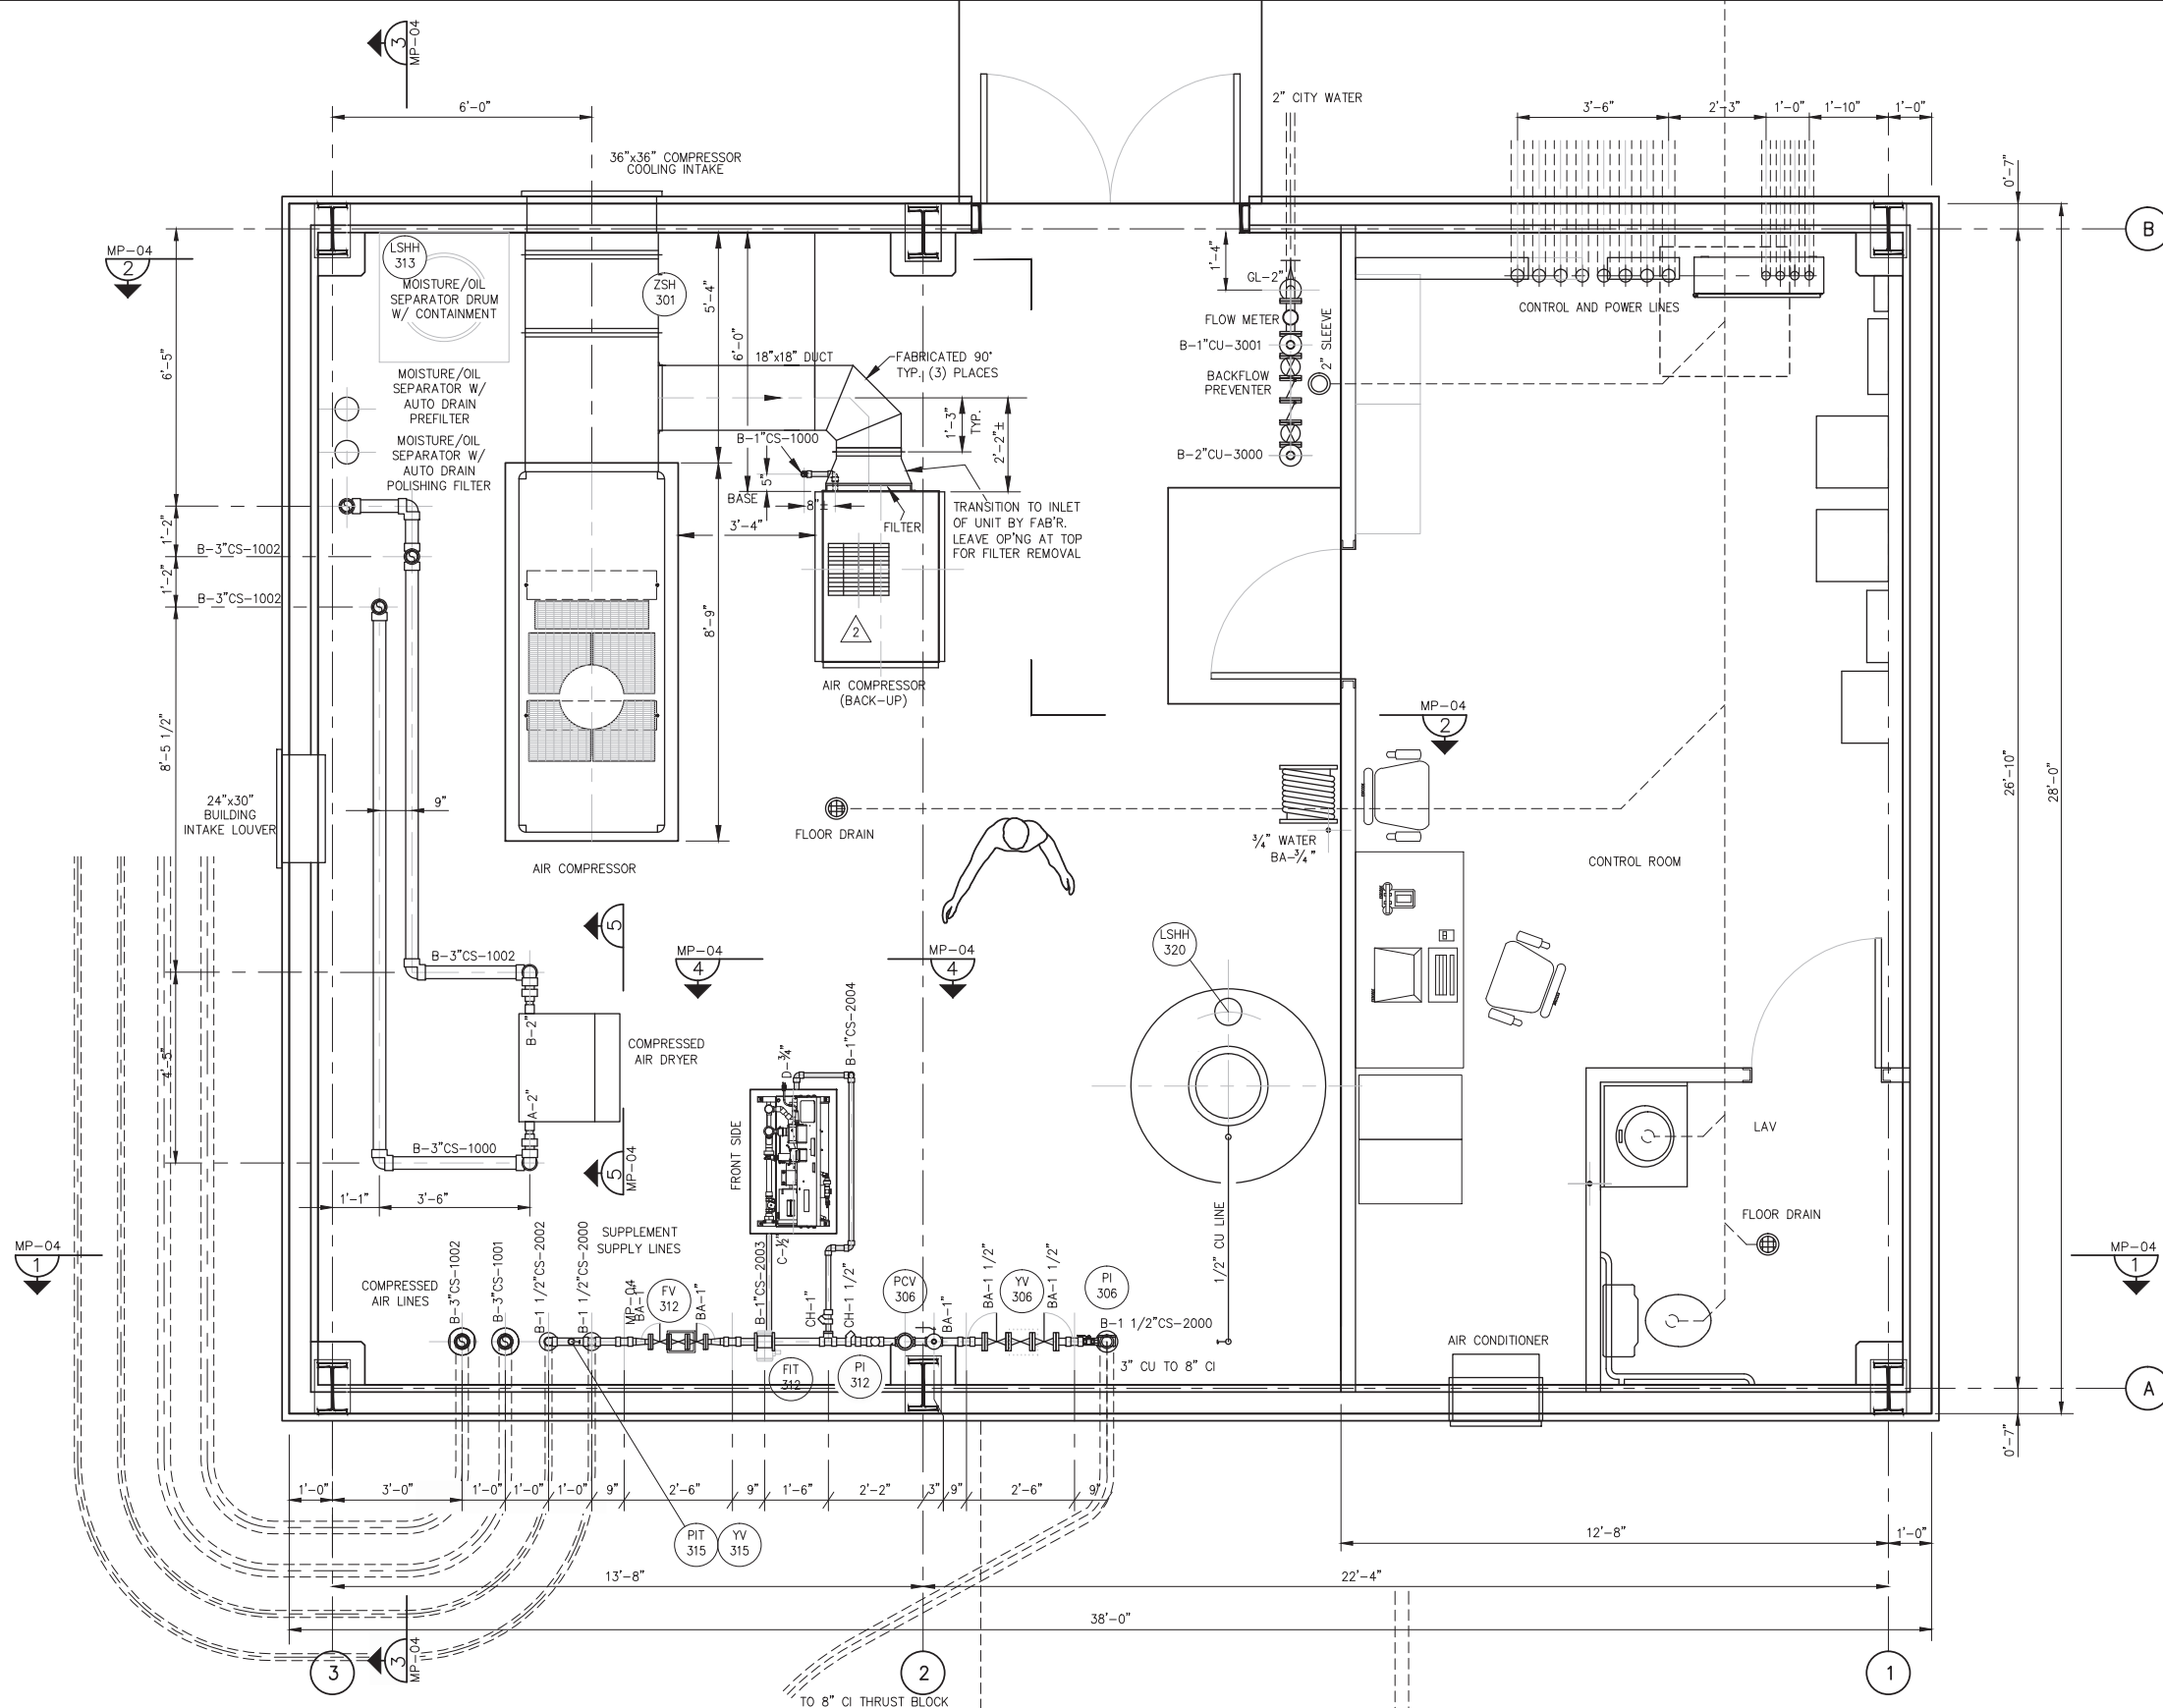 3
MP-04
6'-0"
36"x36" COMPRESSOR
COOLING INTAKE
2" CITY WATER
3'-6"
2'-3"
1'-0"
1'-10"
1'-0"
0'-7"
B
MP-04
2
LSHH
313
MOISTURE/OIL
SEPARATOR DRUM
W/ CONTAINMENT
ZSH
301
5'-4"
6'-0"
1'-4"
GL-2"
FLOW METER
B-1"CU-3001
2" SLEEVE
BACKFLOW
PREVENTER
B-2"CU-3000
CONTROL AND POWER LINES
6'-5"
MOISTURE/OIL
SEPARATOR W/
AUTO DRAIN
PREFILTER
MOISTURE/OIL
SEPARATOR W/
AUTO DRAIN
POLISHING FILTER
18"x18" DUCT
FABRICATED 90°
TYP. (3) PLACES
1'-3"
TYP.
2'-2"±
B-1"CS-1000
5"
BASE
8"±
FILTER
3'-4"
TRANSITION TO INLET
OF UNIT BY FAB'R.
LEAVE OP'NG AT TOP
FOR FILTER REMOVAL
1'-2"
B-3"CS-1002
1'-2"
B-3"CS-1002
8'-9"
2
AIR COMPRESSOR
(BACK-UP)
8'-5 1/2"
MP-04
2
24"x30"
BUILDING
INTAKE LOUVER
9"
FLOOR DRAIN
3/4" WATER
BA-3/4"
AIR COMPRESSOR
CONTROL ROOM
26'-10"
28'-0"
5
B-3"CS-1002
MP-04
4
MP-04
4
LSHH
320
B-2"
COMPRESSED
AIR DRYER
A-2"
4'-5"
D-3/4"
B-1"CS-2004
FRONT SIDE
B-3"CS-1000
5
MP-04
LAV
1'-1"
3'-6"
FLOOR DRAIN
MP-04
1
SUPPLEMENT
SUPPLY LINES
COMPRESSED
AIR LINES
B-3"CS-1002
B-3"CS-1001
B-1 1/2"CS-2002
B-1 1/2"CS-2000
MP-04
BA-1"
FV
312
BA-1"
B-1"CS-2003
C-1/2"
CH-1"
CH-1 1/2"
PCV
306
BA-1"
BA-1 1/2"
YV
306
BA-1 1/2"
PI
306
B-1 1/2"CS-2000
1/2" CU LINE
MP-04
1
FIT
312
PI
312
3" CU TO 8" CI
AIR CONDITIONER
A
0'-7"
1'-0"
3'-0"
1'-0"
1'-0"
1'-0"
9"
2'-6"
9"
1'-6"
2'-2"
3"
9"
2'-6"
9"
PIT
315
YV
315
12'-8"
1'-0"
13'-8"
22'-4"
38'-0"
3
3
MP-04
2
1
TO 8" CI THRUST BLOCK